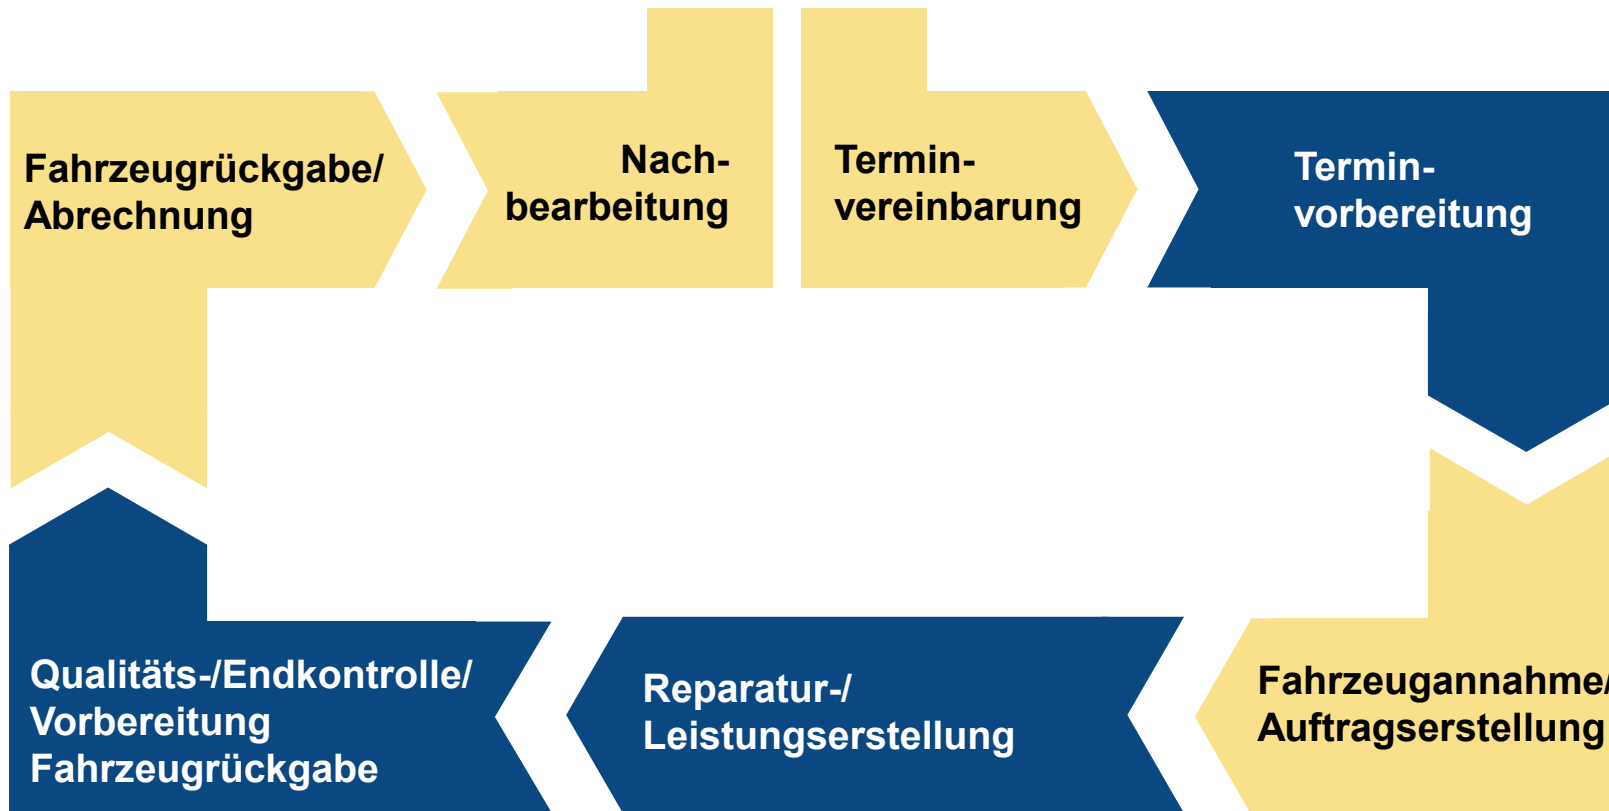 Fahrzeugrückgabe/
Abrechnung
Nach-
bearbeitung
Termin-
vereinbarung
Termin-
vorbereitung
Qualitäts-/Endkontrolle/
Vorbereitung
Fahrzeugrückgabe
Reparatur-/
Leistungserstellung
Fahrzeugannahme/
Auftragserstellung